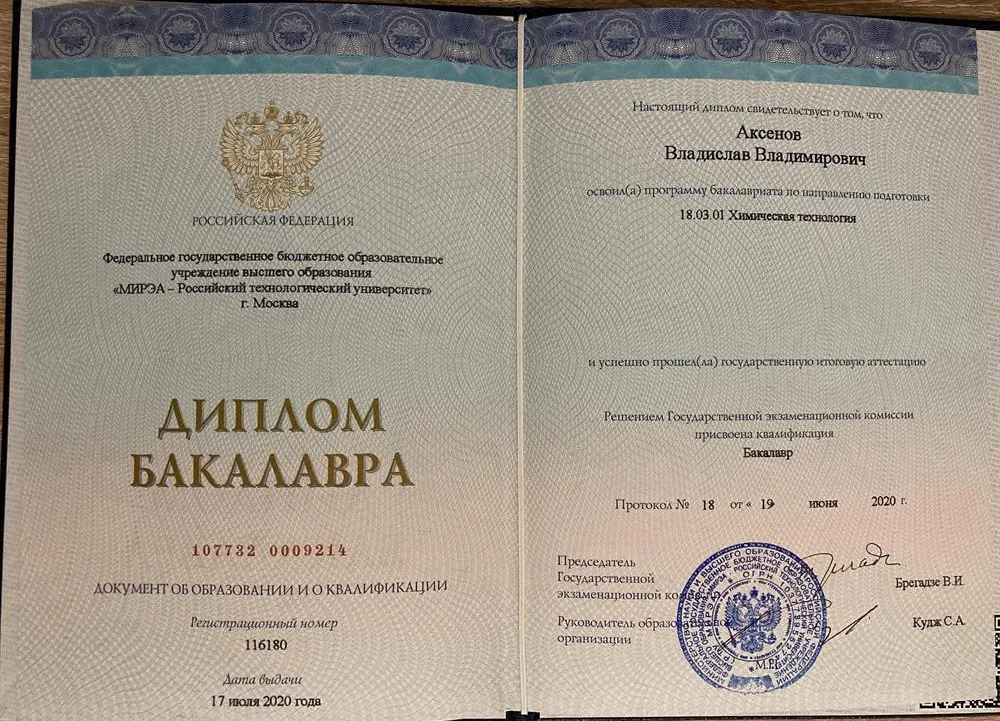 РОССИЙСКАЯ ФЕДЕРАЦИЯ
Федеральное государственное бюджетное образовательное
учреждение высшего образования
«МИРЭА – Российский технологический университет»
г. Москва
ДИПЛОМ
БАКАЛАВРА
107732 0009214
ДОКУМЕНТ ОБ ОБРАЗОВАНИИ И О КВАЛИФИКАЦИИ
Регистрационный номер
116180
Дата выдачи
17 июля 2020 года
Настоящий диплом свидетельствует о том, что
Аксенов
Владислав Владимирович
освоил(а) программу бакалавриата по направлению подготовки
18.03.01 Химическая технология
и успешно прошел(ла) государственную итоговую аттестацию
Решением Государственной экзаменационной комиссии
присвоена квалификация
Бакалавр
Протокол № 18 от « 19» июня 2020 г.
Председатель
Государственной
экзаменационной
Брегадзе В.И.
Руководитель
организации
Кудж С.А.
М.П.